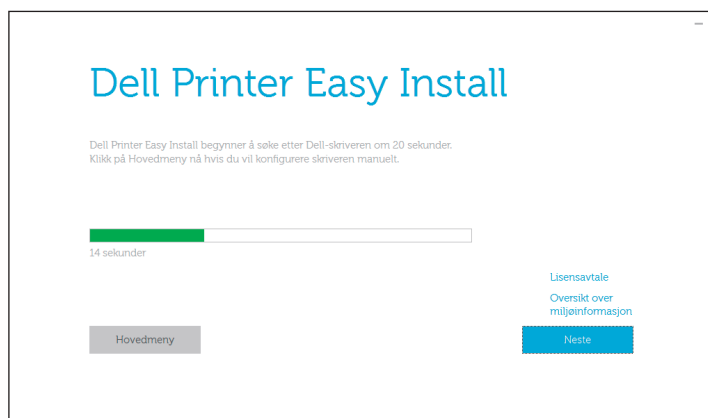 Dell Printer Easy Install
Dell Printer Easy Install begynner å søke etter Dell-skriveren om 20 sekunder.
Klikk på Hovedmeny nå hvis du vil konfigurere skriveren manuelt.
14 sekunder
Lisensavtale
Oversikt over
miljøinformasjon
Hovedmeny
Neste